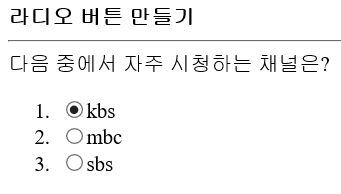 라디오 버튼 만들기
다음 중에서 자주 시청하는 채널은?
1. kbs
2. mbc
3. sbs